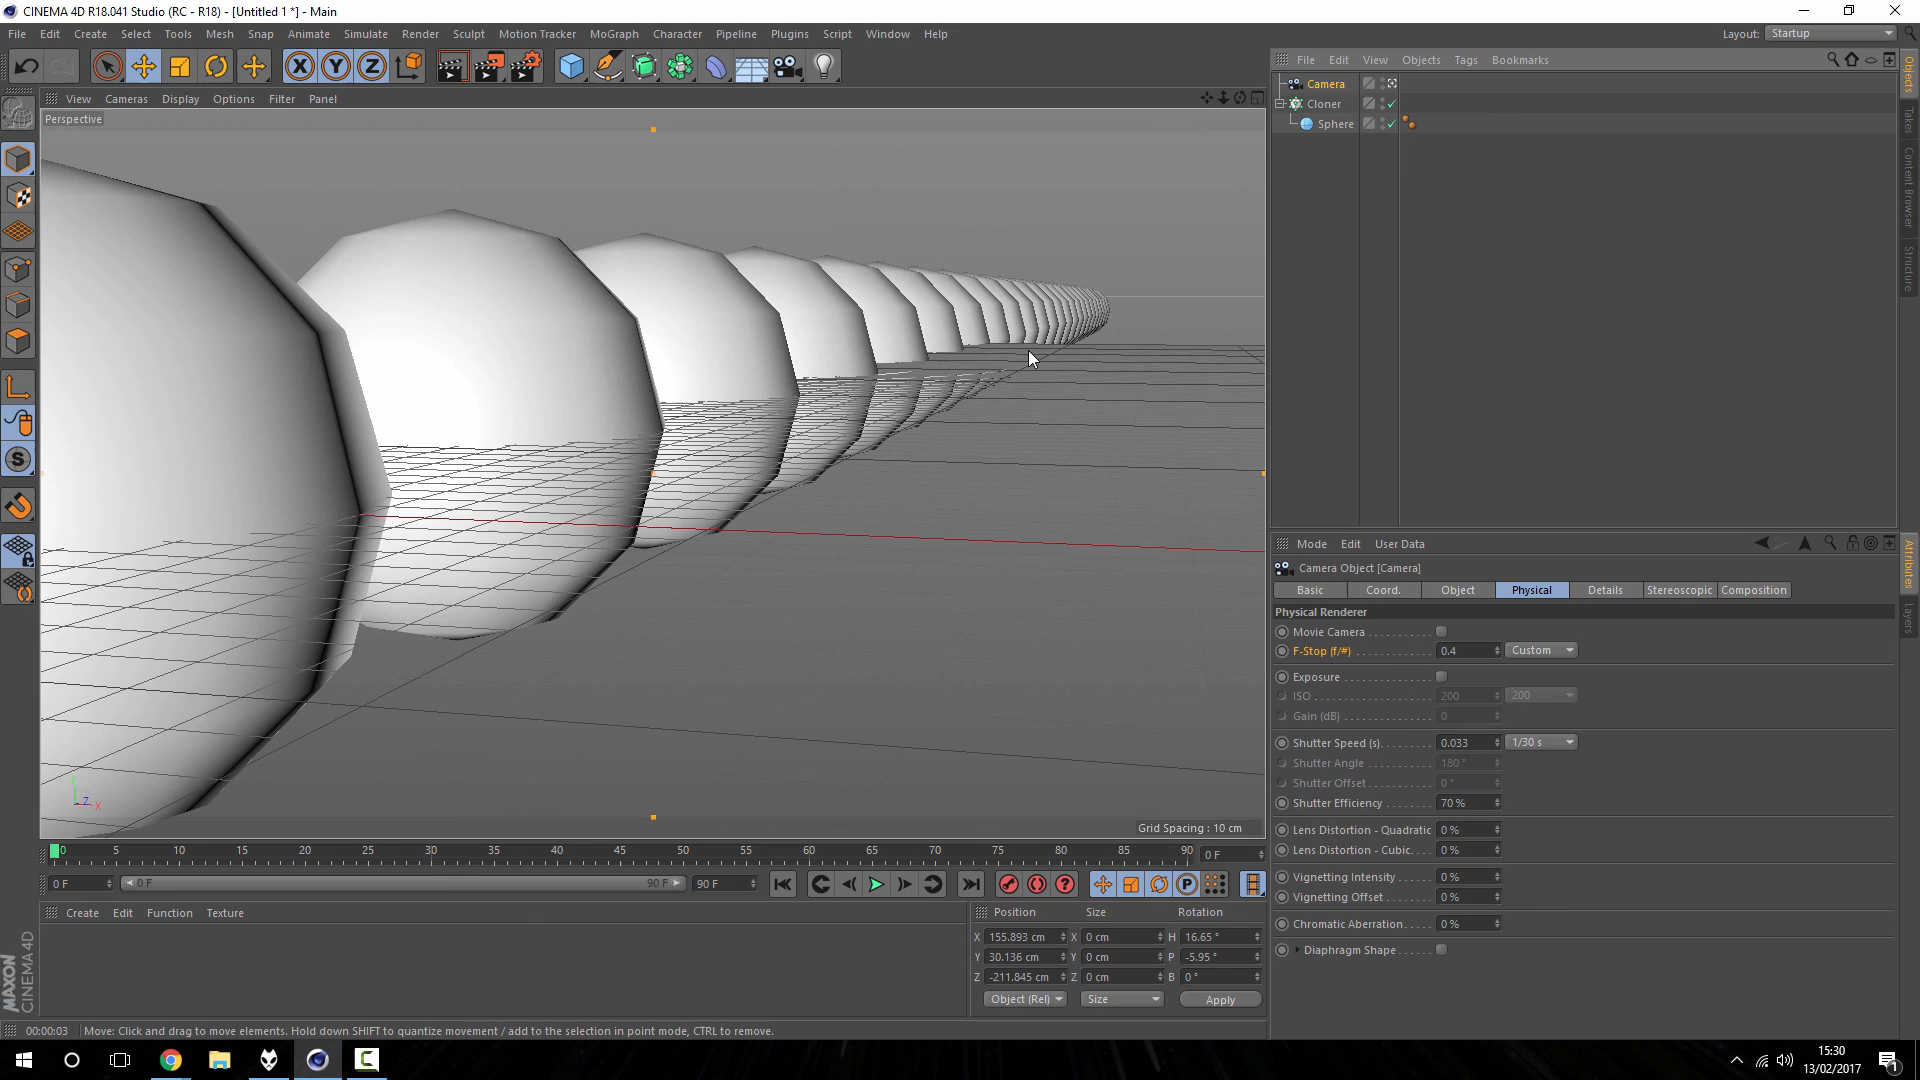 CINEMA 4D R18.041 Studio (RC - R18) - [Untitled 1 *] - Main
File Edit Create Select Tools Mesh Snap Animate Simulate Render Sculpt Motion Tracker MoGraph Character Pipeline Plugins Script Window Help
Layout: Startup
X Y Z
File Edit View Objects Tags Bookmarks
View Cameras Display Options Filter Panel
Perspective
Camera
Cloner
Sphere
Objects
Takes
Content Browser
Structure
Mode Edit User Data
Camera Object [Camera]
Basic Coord. Object Physical Details Stereoscopic Composition
Physical Renderer
Movie Camera
F-Stop (f/#) 0.4 Custom
Exposure
ISO 200 200
Gain (dB) 0
Shutter Speed (s) 0.033 1/30 s
Shutter Angle 180 °
Shutter Offset 0 °
Shutter Efficiency 70 %
Lens Distortion - Quadratic 0 %
Lens Distortion - Cubic 0 %
Vignetting Intensity 0 %
Vignetting Offset 0 %
Chromatic Aberration 0 %
Diaphragm Shape
Attributes
Layers
Y Z X
Grid Spacing : 10 cm
0 5 10 15 20 25 30 35 40 45 50 55 60 65 70 75 80 85 90 0 F
0 F 0 F 90 F 90 F
Create Edit Function Texture
Position Size Rotation
X 155.893 cm X 0 cm H 16.65 °
Y 30.136 cm Y 0 cm P -5.95 °
Z -211.845 cm Z 0 cm B 0 °
Object (Rel) Size Apply
MAXON
CINEMA 4D
00:00:03 Move: Click and drag to move elements. Hold down SHIFT to quantize movement / add to the selection in point mode, CTRL to remove.
15:30
13/02/2017
1